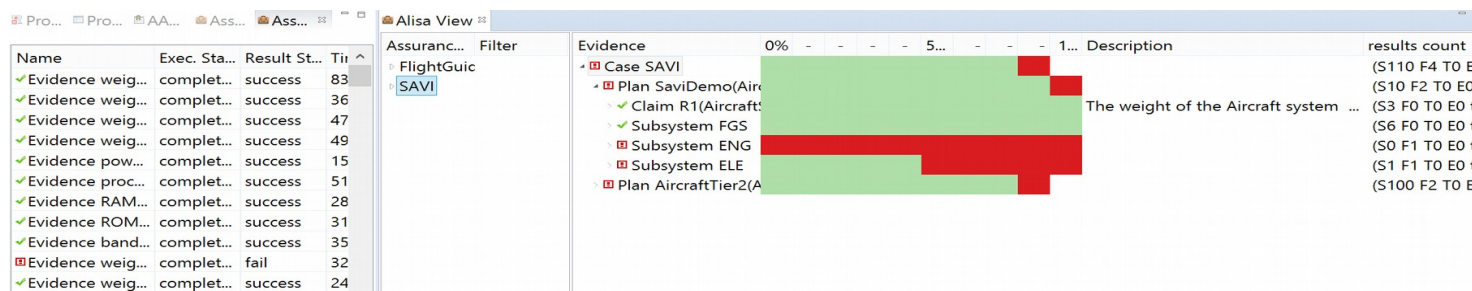 Pro... Pro... AA... Ass... Ass...
Name Exec. Sta... Result St... Tir
Evidence weig... complet... success 83
Evidence weig... complet... success 36
Evidence weig... complet... success 47
Evidence weig... complet... success 49
Evidence pow... complet... success 15
Evidence proc... complet... success 51
Evidence RAM... complet... success 28
Evidence ROM... complet... success 31
Evidence band... complet... success 35
Evidence weig... complet... fail 32
Evidence weig... complet... success 24
Alisa View
Assuranc... Filter
FlightGuic
SAVI
Evidence 0% - - - - 5... - - - 1... Description results count
Case SAVI (S110 F4 T0 E
Plan SaviDemo(Airc (S10 F2 T0 E0
Claim R1(AircraftS The weight of the Aircraft system ... (S3 F0 T0 E0 t
Subsystem FGS (S6 F0 T0 E0 t
Subsystem ENG (S0 F1 T0 E0 t
Subsystem ELE (S1 F1 T0 E0 t
Plan AircraftTier2(A (S100 F2 T0 E